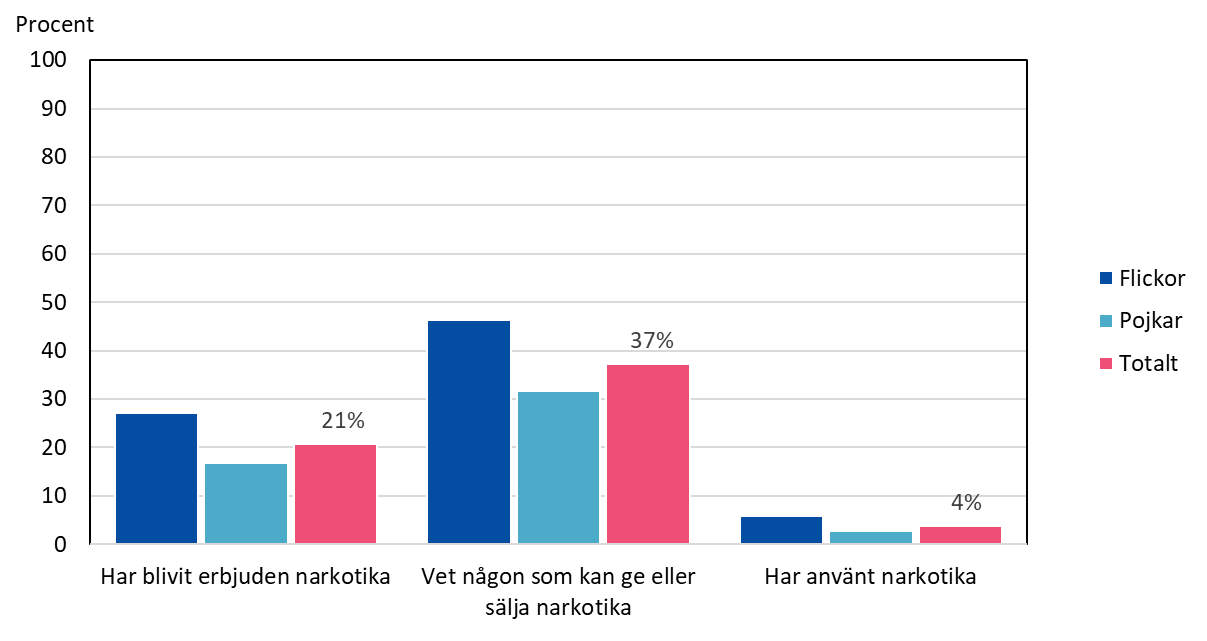 Procent
100
90
80
70
60
50
40
30
20
10
0
21%
37%
4%
Har blivit erbjuden narkotika
Vet någon som kan ge eller
sälja narkotika
Har använt narkotika
Flickor
Pojkar
Totalt